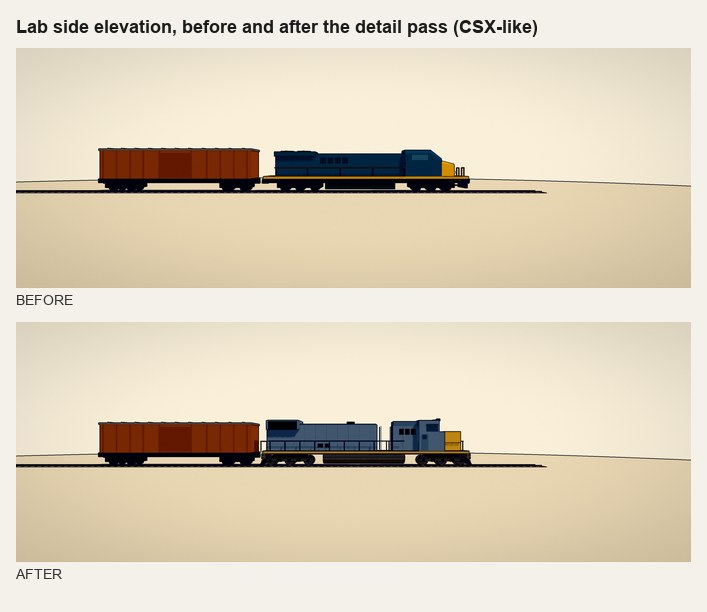 Lab side elevation, before and after the detail pass (CSX-like)
BEFORE
AFTER